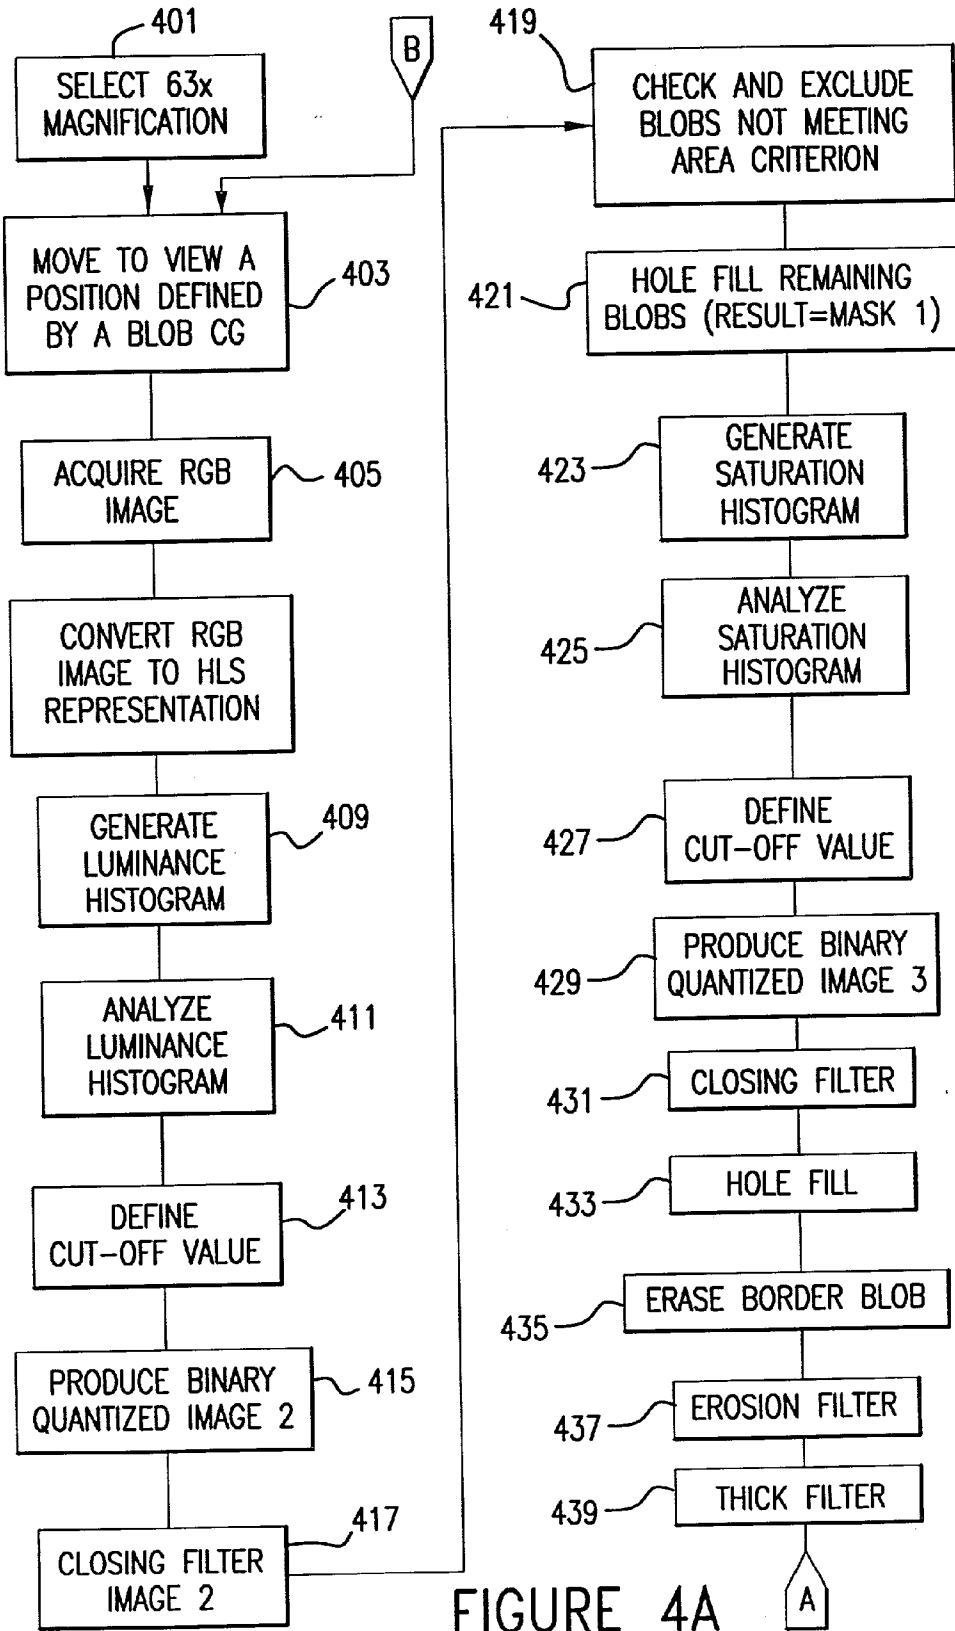 401
SELECT 63x
MAGNIFICATION
B
MOVE TO VIEW A
POSITION DEFINED
BY A BLOB CG
403
ACQUIRE RGB
IMAGE
405
CONVERT RGB
IMAGE TO HLS
REPRESENTATION
GENERATE
LUMINANCE
HISTOGRAM
409
ANALYZE
LUMINANCE
HISTOGRAM
411
DEFINE
CUT-OFF VALUE
413
PRODUCE BINARY
QUANTIZED IMAGE 2
415
CLOSING FILTER
IMAGE 2
417
419
CHECK AND EXCLUDE
BLOBS NOT MEETING
AREA CRITERION
421
HOLE FILL REMAINING
BLOBS (RESULT=MASK 1)
423
GENERATE
SATURATION
HISTOGRAM
425
ANALYZE
SATURATION
HISTOGRAM
427
DEFINE
CUT-OFF VALUE
429
PRODUCE BINARY
QUANTIZED IMAGE 3
431
CLOSING FILTER
433
HOLE FILL
435
ERASE BORDER BLOB
437
EROSION FILTER
439
THICK FILTER
A
FIGURE 4A